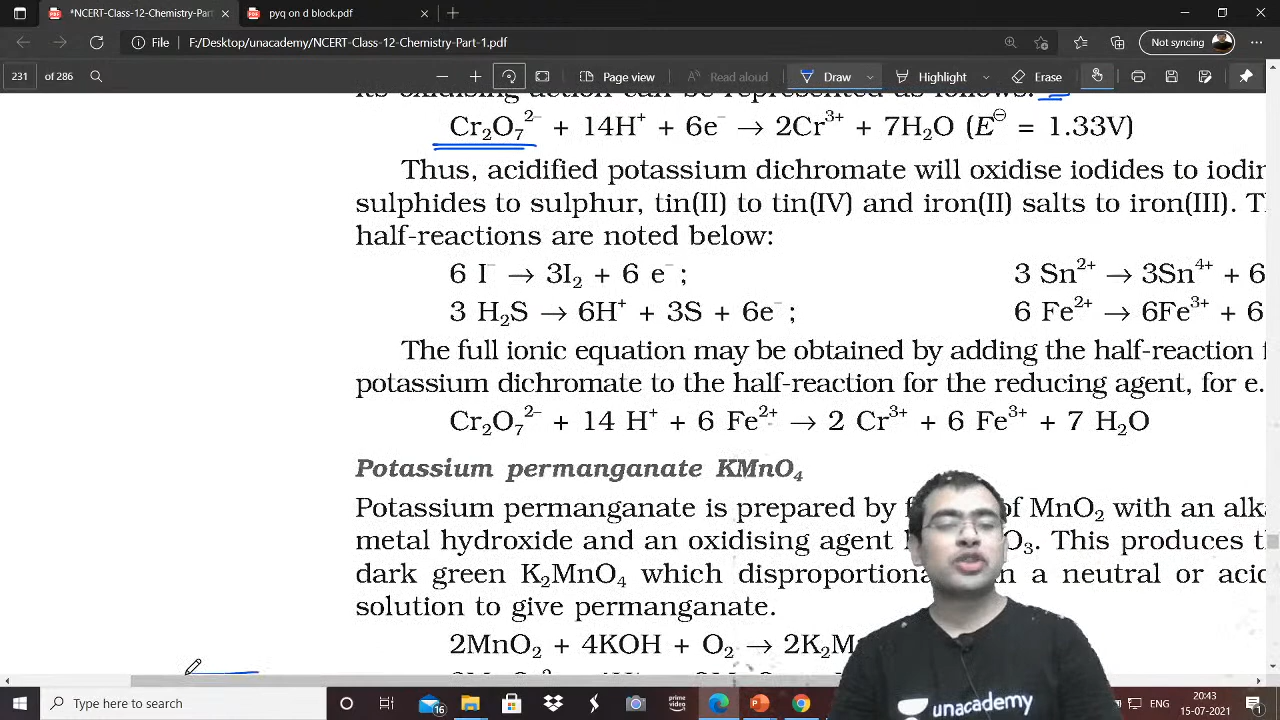 *NCERT-Class-12-Chemistry-Part- pyq on d block.pdf
File F:/Desktop/unacademy/NCERT-Class-12-Chemistry-Part-1.pdf Not syncing
231 of 286 Page view Read aloud Draw Highlight Erase
its oxidising action can be represented as follows:
Cr₂O₇²⁻ + 14H⁺ + 6e⁻ → 2Cr³⁺ + 7H₂O (E⊖ = 1.33V)
Thus, acidified potassium dichromate will oxidise iodides to
sulphides to sulphur, tin(II) to tin(IV) and iron(II) salts to iron(III).
half-reactions are noted below:
6 I⁻ → 3I₂ + 6 e⁻ ; 3 Sn²⁺ → 3Sn⁴⁺ + 6
3 H₂S → 6H⁺ + 3S + 6e⁻ ; 6 Fe²⁺ → 6Fe³⁺ + 6
The full ionic equation may be obtained by adding the half-reaction
potassium dichromate to the half-reaction for the reducing agent, for e.
Cr₂O₇²⁻ + 14 H⁺ + 6 Fe²⁺ → 2 Cr³⁺ + 6 Fe³⁺ + 7 H₂O
Potassium permanganate KMnO₄
Potassium permanganate is prepared by of MnO₂ with an
metal hydroxide and an oxidising agent O₃. This produces
dark green K₂MnO₄ which a neutral or
solution to give permanganate.
2MnO₂ + 4KOH + O₂ → 2K₂M
unacademy
Type here to search 16 prime video ENG 20:43
15-07-2021